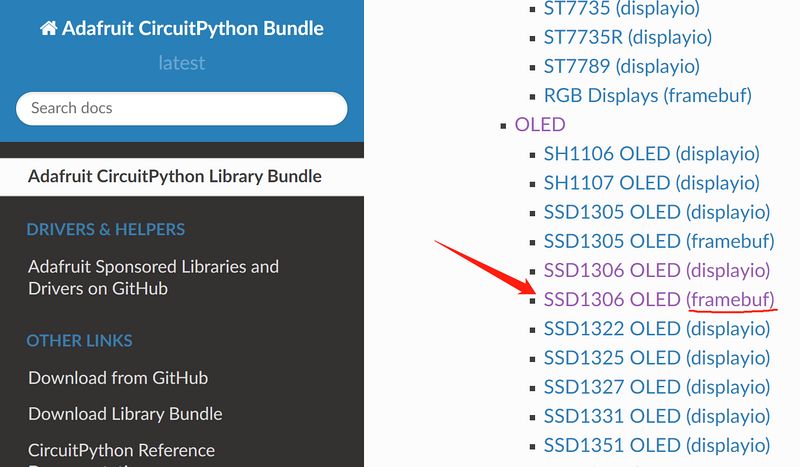 Adafruit CircuitPython Bundle
latest
Search docs
Adafruit CircuitPython Library Bundle
DRIVERS & HELPERS
Adafruit Sponsored Libraries and
Drivers on GitHub
OTHER LINKS
Download from GitHub
Download Library Bundle
CircuitPython Reference
ST7735 (displayio)
ST7735R (displayio)
ST7789 (displayio)
RGB Displays (framebuf)
OLED
SH1106 OLED (displayio)
SH1107 OLED (displayio)
SSD1305 OLED (displayio)
SSD1305 OLED (framebuf)
SSD1306 OLED (displayio)
SSD1306 OLED (framebuf)
SSD1322 OLED (displayio)
SSD1325 OLED (displayio)
SSD1327 OLED (displayio)
SSD1331 OLED (displayio)
SSD1351 OLED (displayio)